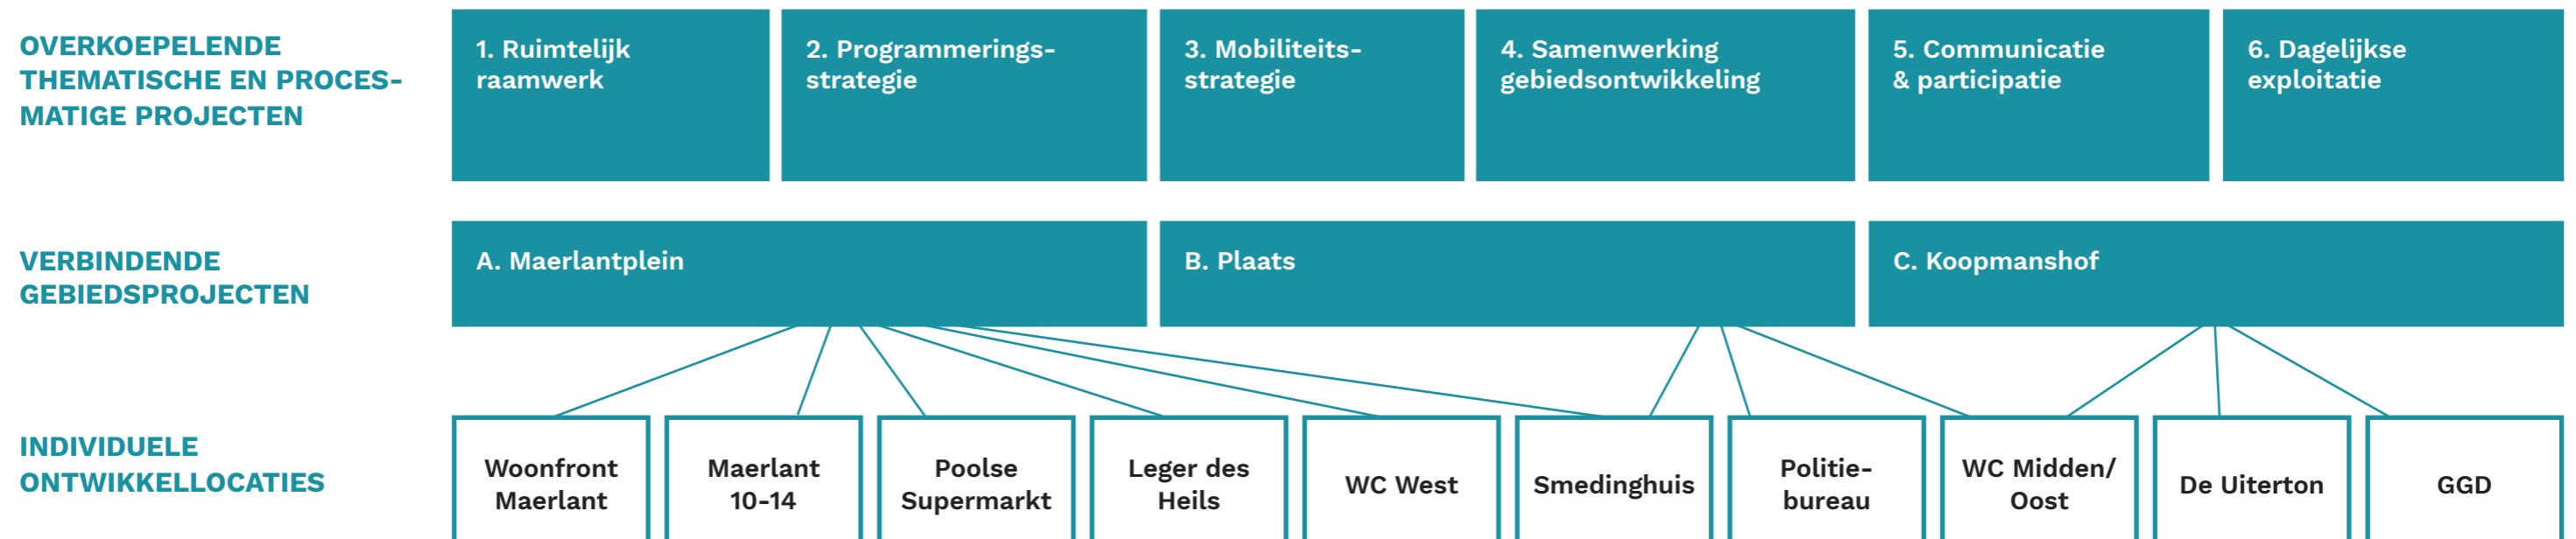 OVERKOEPELENDE
THEMATISCHE EN PROCES-
MATIGE PROJECTEN
1. Ruimtelijk
raamwerk
2. Programmerings-
strategie
3. Mobiliteits-
strategie
4. Samenwerking
gebiedsontwikkeling
5. Communicatie
& participatie
6. Dagelijkse
exploitatie
VERBINDENDE
GEBIEDSPROJECTEN
A. Maerlantplein
B. Plaats
C. Koopmanshof
INDIVIDUELE
ONTWIKKELLOCATIES
Woonfront
Maerlant
Maerlant
10-14
Poolse
Supermarkt
Leger des
Heils
WC West
Smedinghuis
Politie-
bureau
WC Midden/
Oost
De Uiterton
GGD